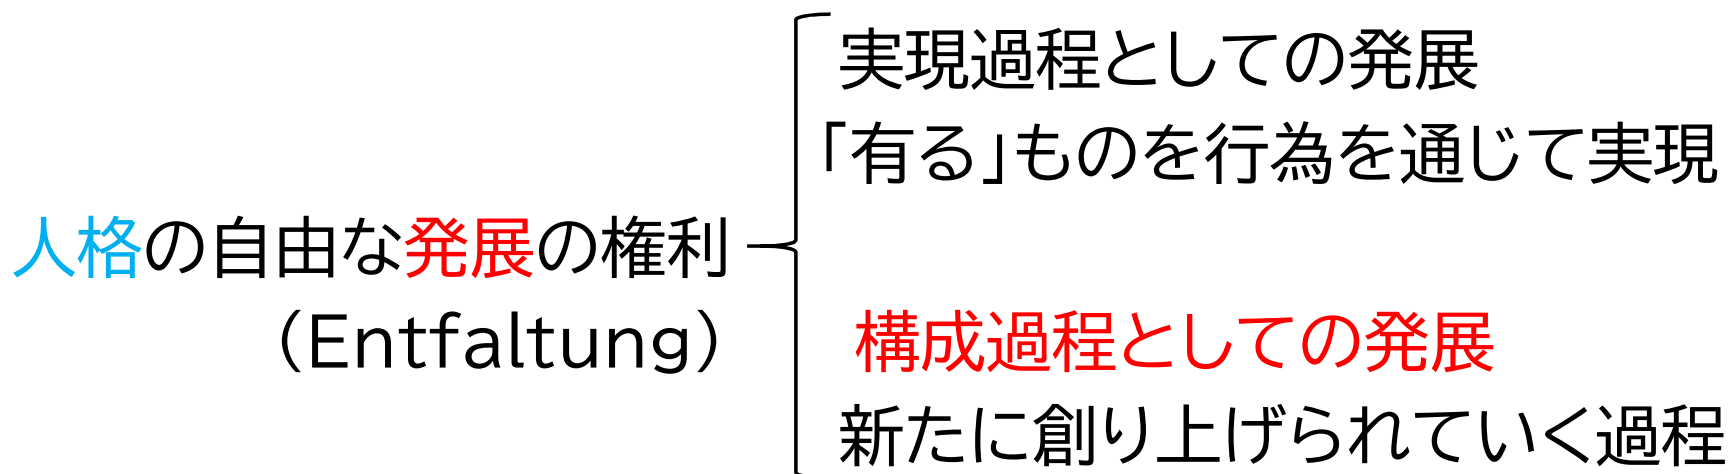 人格の自由な発展の権利
（Entfaltung）
実現過程としての発展
「有る」ものを行為を通じて実現
構成過程としての発展
新たに創り上げられていく過程